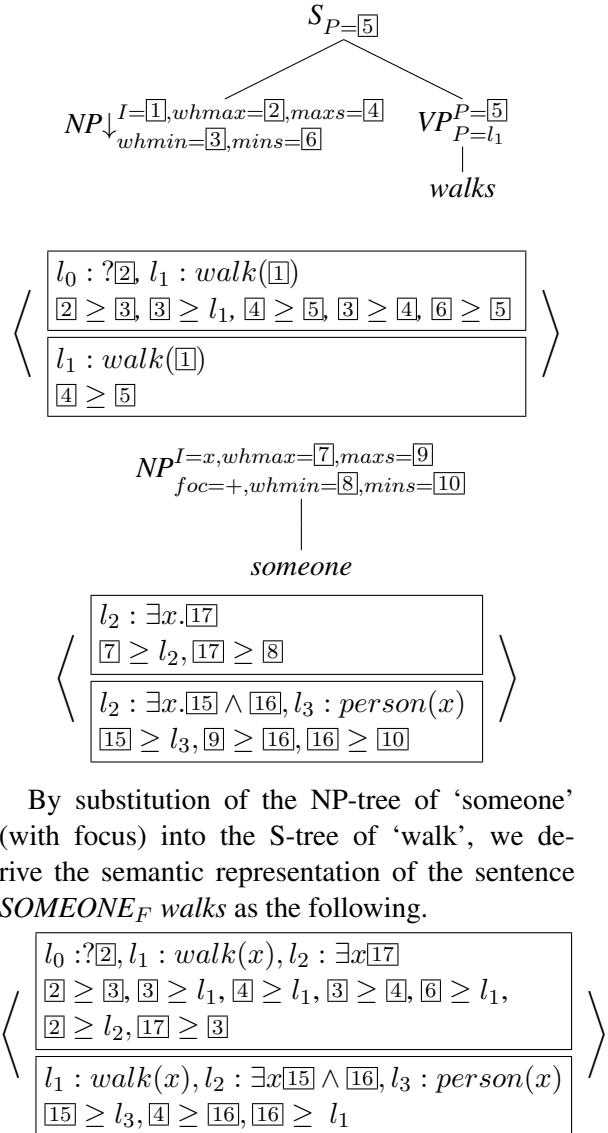 S_{P=[5]}
NP↓^{I=[1],whmax=[2],maxs=[4]}_{whmin=[3],mins=[6]} VP^{P=[5]}_{P=l_1}
walks
l_0 : ?[2], l_1 : walk([1])
[2] ≥ [3], [3] ≥ l_1, [4] ≥ [5], [3] ≥ [4], [6] ≥ [5]
l_1 : walk([1])
[4] ≥ [5]
NP^{I=x,whmax=[7],maxs=[9]}_{foc=+,whmin=[8],mins=[10]}
someone
l_2 : ∃x.[17]
[7] ≥ l_2, [17] ≥ [8]
l_2 : ∃x.[15] ∧ [16], l_3 : person(x)
[15] ≥ l_3, [9] ≥ [16], [16] ≥ [10]
By substitution of the NP-tree of ‘someone’
(with focus) into the S-tree of ‘walk’, we de-
rive the semantic representation of the sentence
SOMEONE_F walks as the following.
l_0 :?[2], l_1 : walk(x), l_2 : ∃x[17]
[2] ≥ [3], [3] ≥ l_1, [4] ≥ l_1, [3] ≥ [4], [6] ≥ l_1,
[2] ≥ l_2, [17] ≥ [3]
l_1 : walk(x), l_2 : ∃x[15] ∧ [16], l_3 : person(x)
[15] ≥ l_3, [4] ≥ [16], [16] ≥ l_1